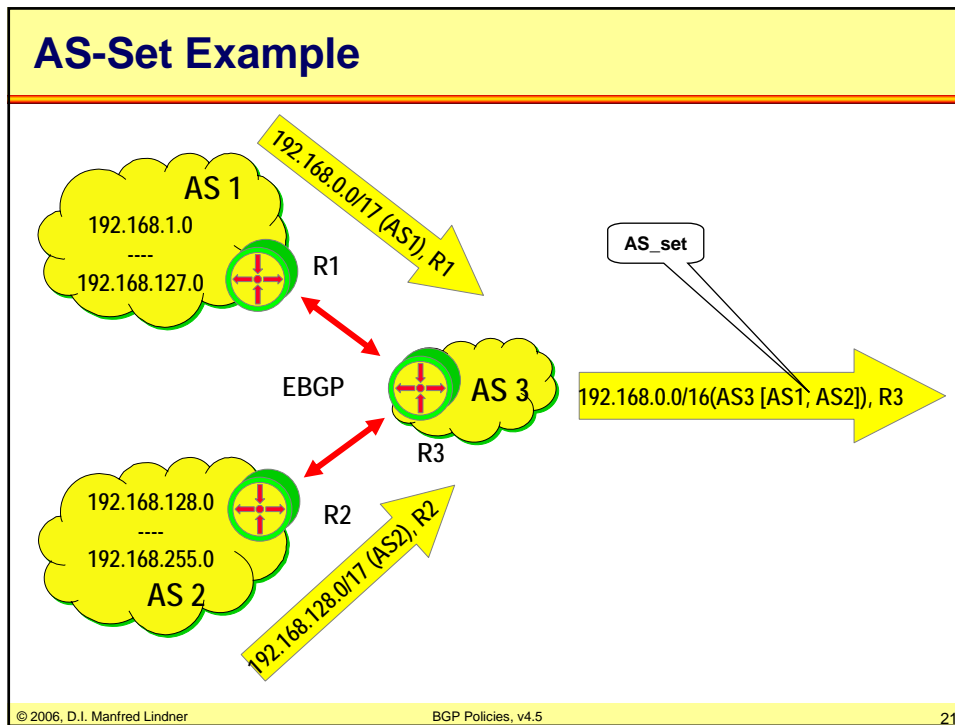 AS-Set Example
AS 1
192.168.1.0
----
192.168.127.0
R1
192.168.0.0/17 (AS1), R1
AS_set
EBGP
AS 3
R3
192.168.0.0/16(AS3 [AS1, AS2]), R3
192.168.128.0
----
192.168.255.0
AS 2
R2
192.168.128.0/17 (AS2), R2
© 2006, D.I. Manfred Lindner
BGP Policies, v4.5
21